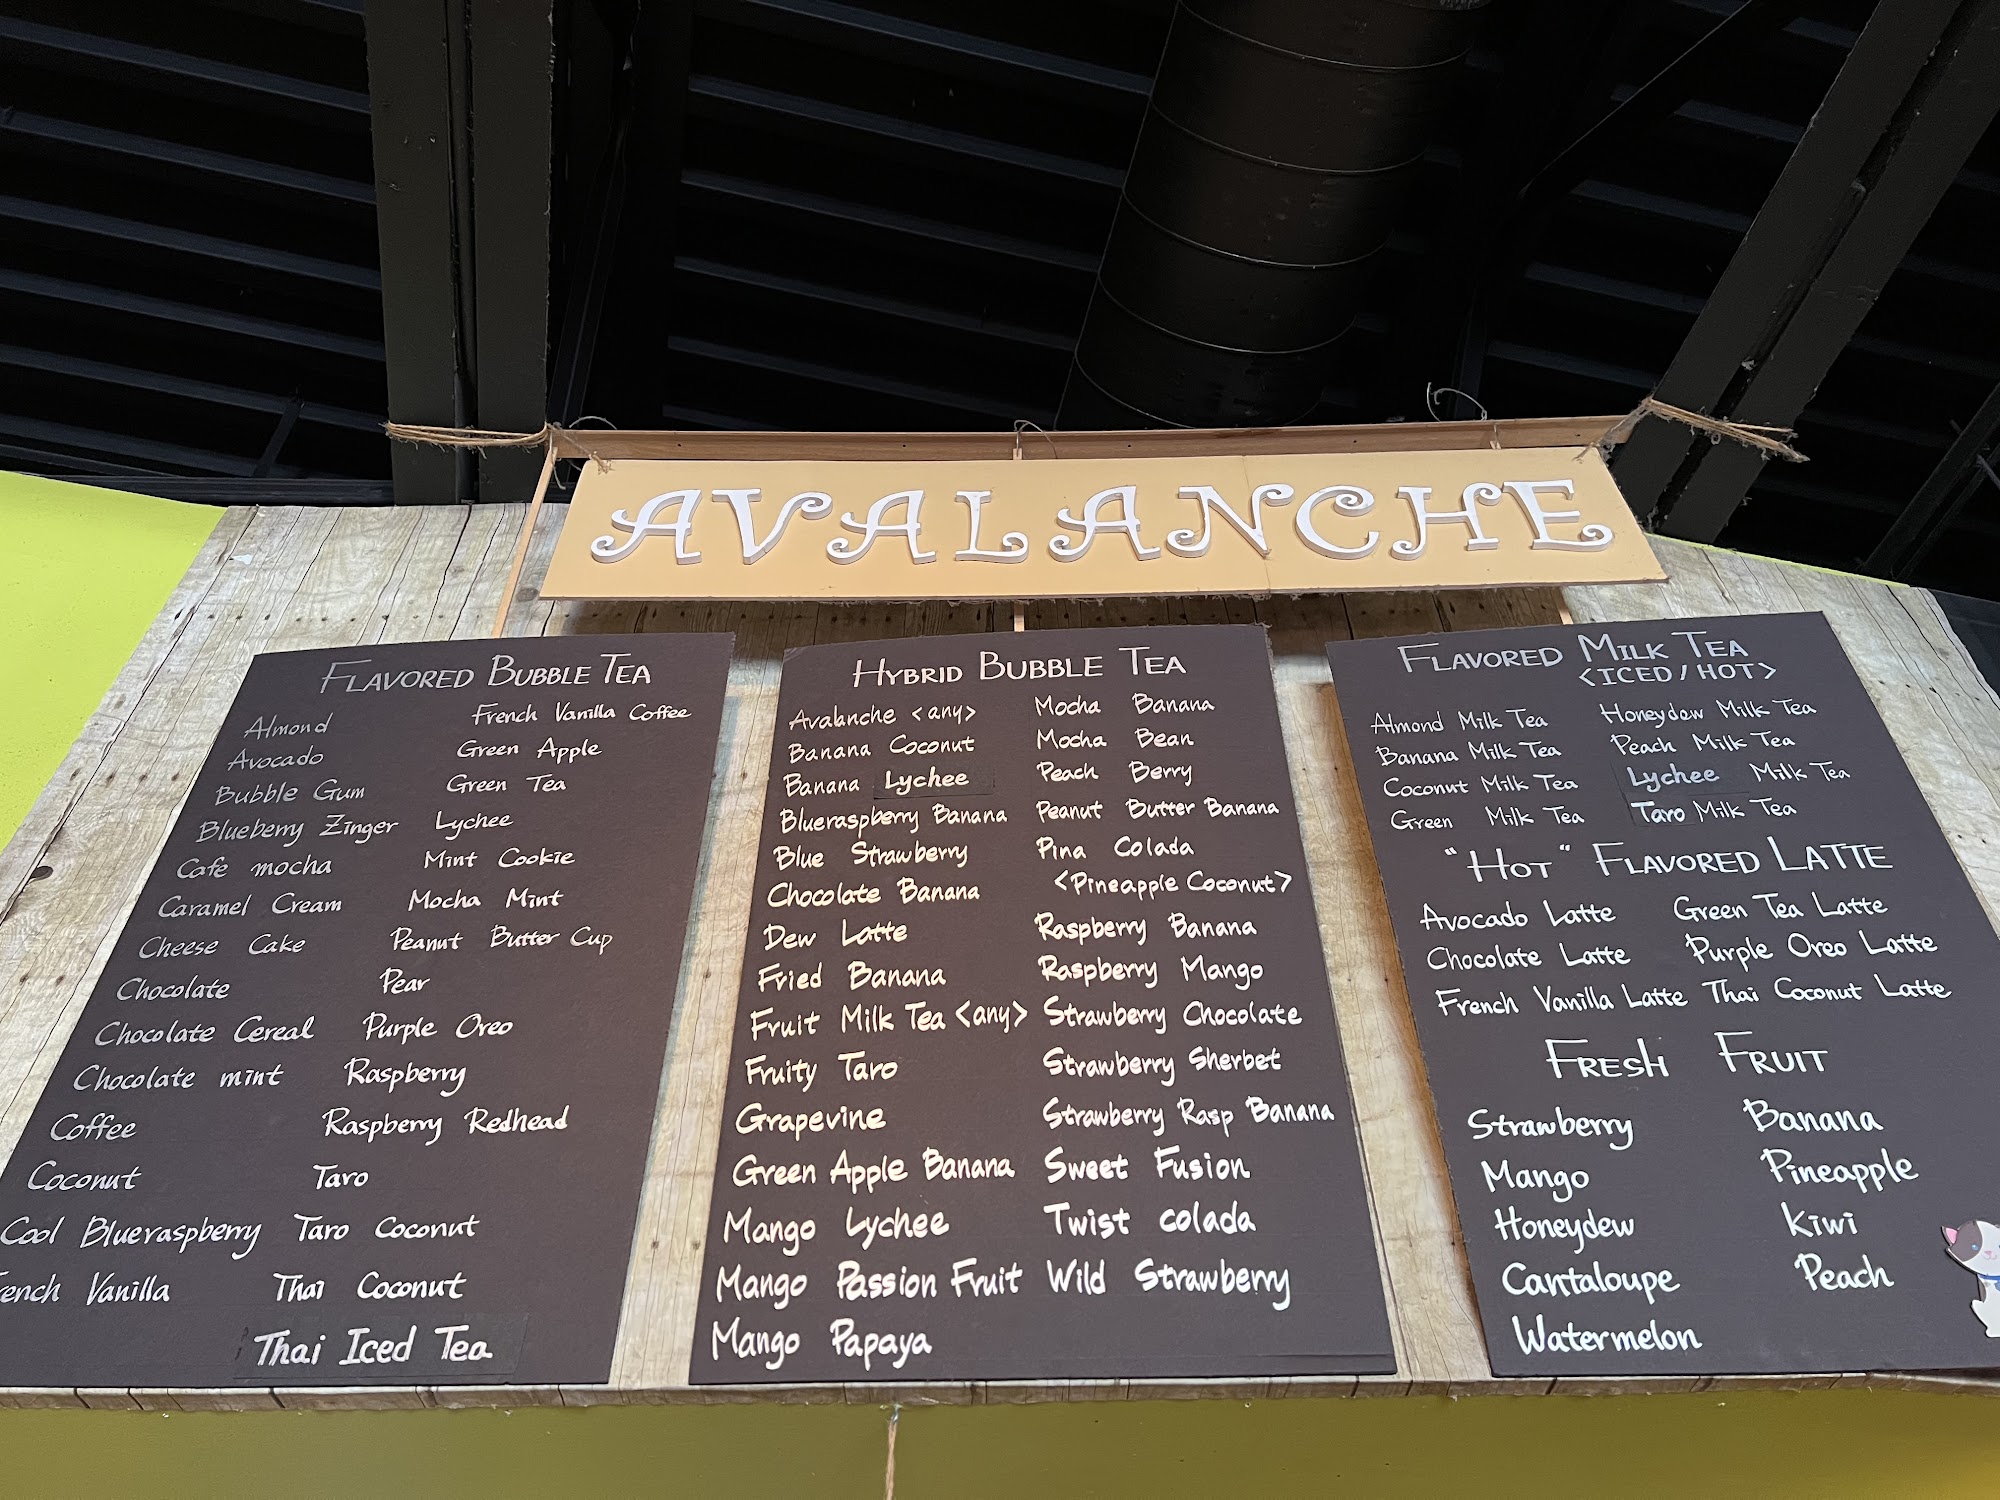 AVALANCHE
FLAVORED BUBBLE TEA
Almond
Avocado
Bubble Gum
Blueberry Zinger
Cafe mocha
Caramel Cream
Cheese Cake
Chocolate
Chocolate Cereal
Chocolate mint
Coffee
Coconut
Cool Blueraspberry
French Vanilla
French Vanilla Coffee
Green Apple
Green Tea
Lychee
Mint Cookie
Mocha Mint
Peanut Butter Cup
Pear
Purple Oreo
Raspberry
Raspberry Redhead
Taro
Taro Coconut
Thai Coconut
Thai Iced Tea
HYBRID BUBBLE TEA
Avalanche <any>
Banana Coconut
Banana Lychee
Blueraspberry Banana
Blue Strawberry
Chocolate Banana
Dew Latte
Fried Banana
Fruit Milk Tea <any>
Fruity Taro
Grapevine
Green Apple Banana
Mango Lychee
Mango Passion Fruit
Mango Papaya
Mocha Banana
Mocha Bean
Peach Berry
Peanut Butter Banana
Pina Colada
<Pineapple Coconut>
Raspberry Banana
Raspberry Mango
Strawberry Chocolate
Strawberry Sherbet
Strawberry Rasp Banana
Sweet Fusion
Twist colada
Wild Strawberry
FLAVORED MILK TEA
<ICED/HOT>
Almond Milk Tea
Banana Milk Tea
Coconut Milk Tea
Green Milk Tea
Honeydew Milk Tea
Peach Milk Tea
Lychee Milk Tea
Taro Milk Tea
"HOT" FLAVORED LATTE
Avocado Latte
Chocolate Latte
French Vanilla Latte
Green Tea Latte
Purple Oreo Latte
Thai Coconut Latte
FRESH FRUIT
Strawberry
Mango
Honeydew
Cantaloupe
Watermelon
Banana
Pineapple
Kiwi
Peach